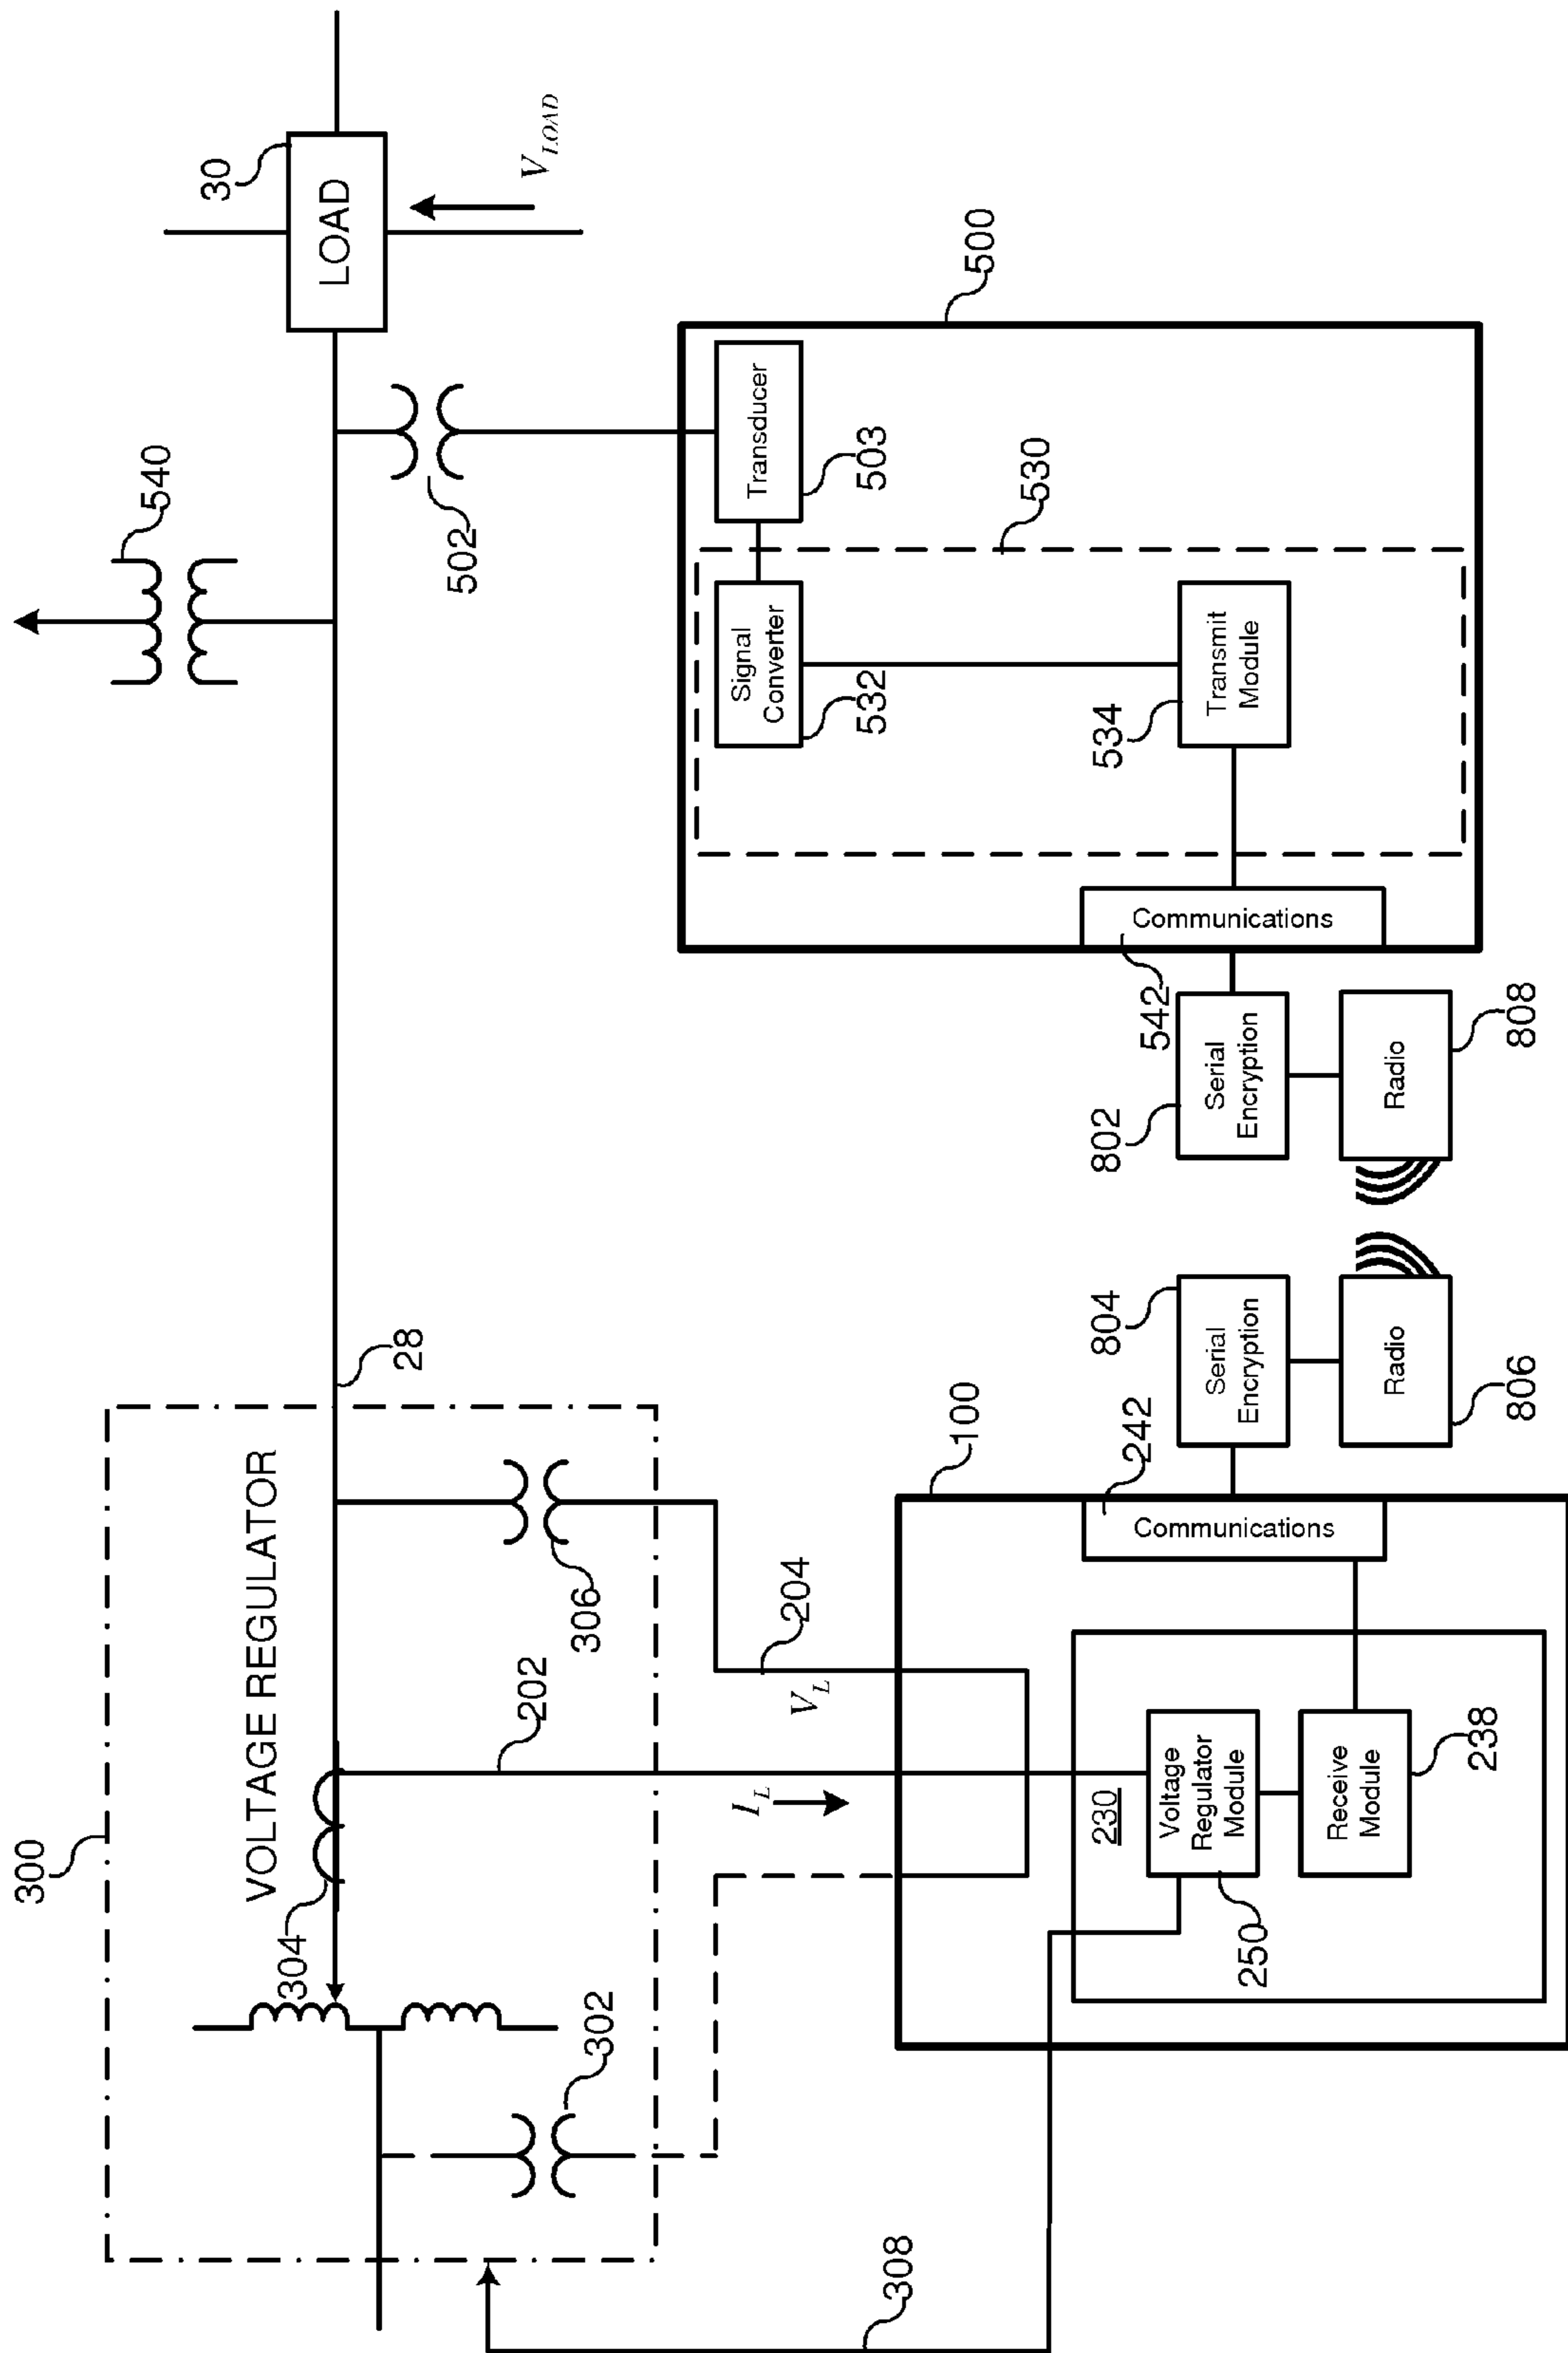 300
VOLTAGE REGULATOR
304
302
306
28
540
502
30
LOAD
V_LOAD
308
202
204
I_L
V_L
100
242
Communications
230
Voltage
Regulator
Module
250
Receive
Module
238
804
Serial
Encryption
Radio
806
802
Serial
Encryption
Radio
808
500
Transducer
503
530
Signal
Converter
532
Transmit
Module
534
Communications
542